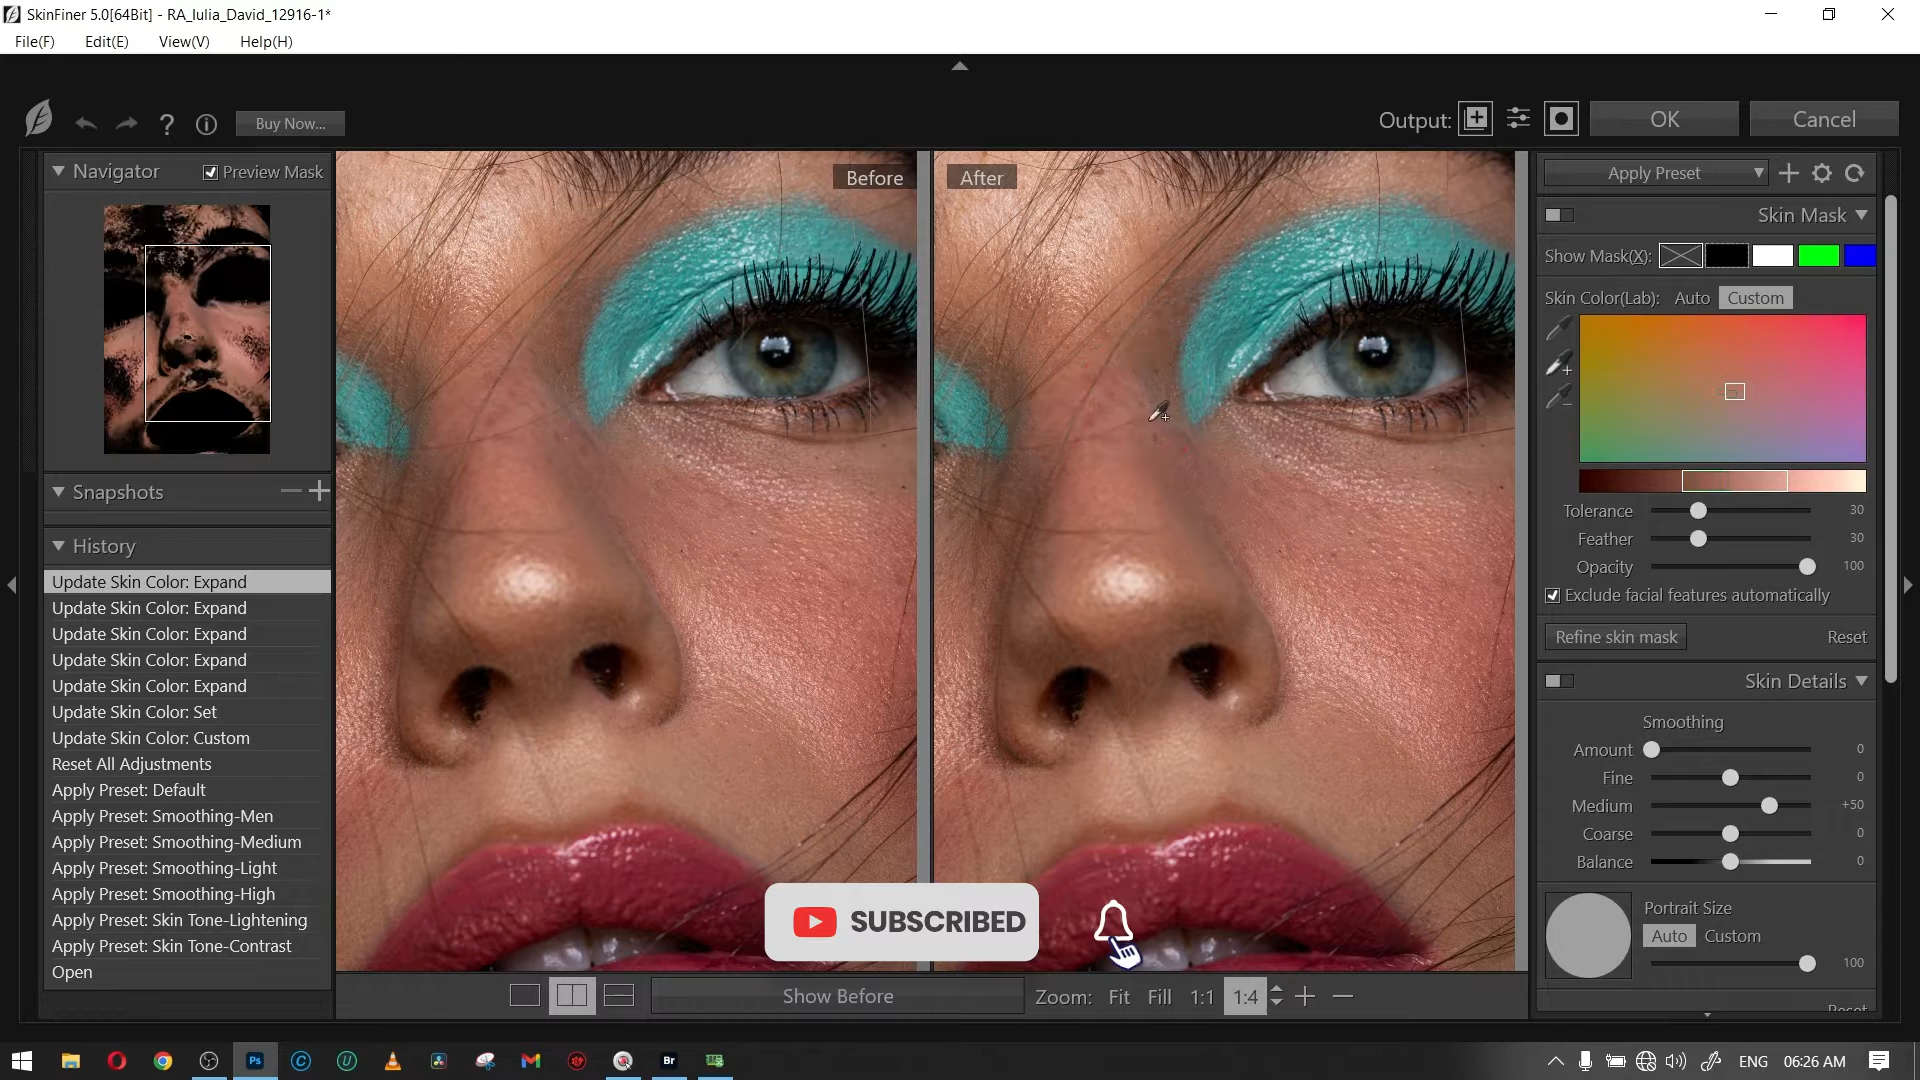 SkinFiner 5.0[64Bit] - RA_Iulia_David_12916-1*
File(F) Edit(E) View(V) Help(H)
? Buy Now...
Output: OK Cancel
Navigator Preview Mask
Before
After
Apply Preset
Skin Mask
Show Mask(X):
Skin Color(Lab): Auto Custom
Snapshots
Tolerance 30
Feather 30
Opacity 100
Exclude facial features automatically
Refine skin mask Reset
History
Update Skin Color: Expand
Update Skin Color: Expand
Update Skin Color: Expand
Update Skin Color: Expand
Update Skin Color: Expand
Update Skin Color: Set
Update Skin Color: Custom
Reset All Adjustments
Apply Preset: Default
Apply Preset: Smoothing-Men
Apply Preset: Smoothing-Medium
Apply Preset: Smoothing-Light
Apply Preset: Smoothing-High
Apply Preset: Skin Tone-Lightening
Apply Preset: Skin Tone-Contrast
Open
Skin Details
Smoothing
Amount 0
Fine 0
Medium +50
Coarse 0
Balance 0
Portrait Size
Auto Custom
100
Reset
SUBSCRIBED
Show Before
Zoom: Fit Fill 1:1 1:4
Ps C U Br
ENG 06:26 AM